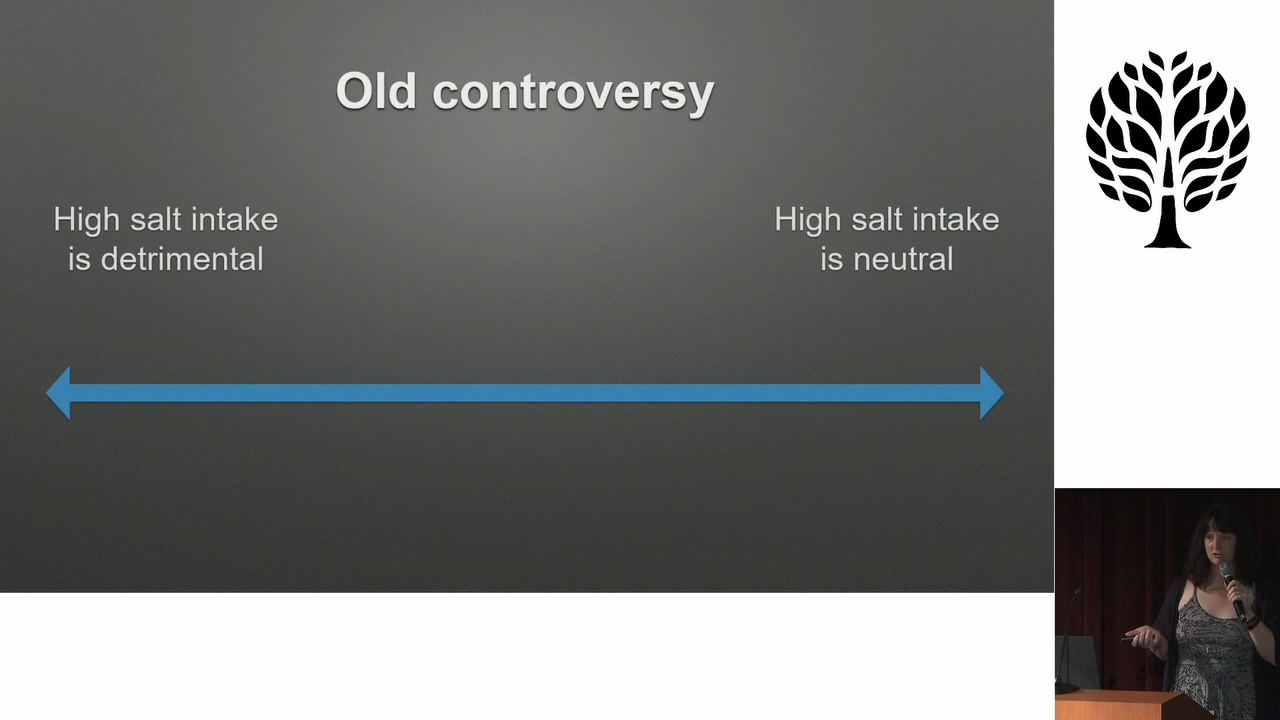 Old controversy
High salt intake
is detrimental
High salt intake
is neutral